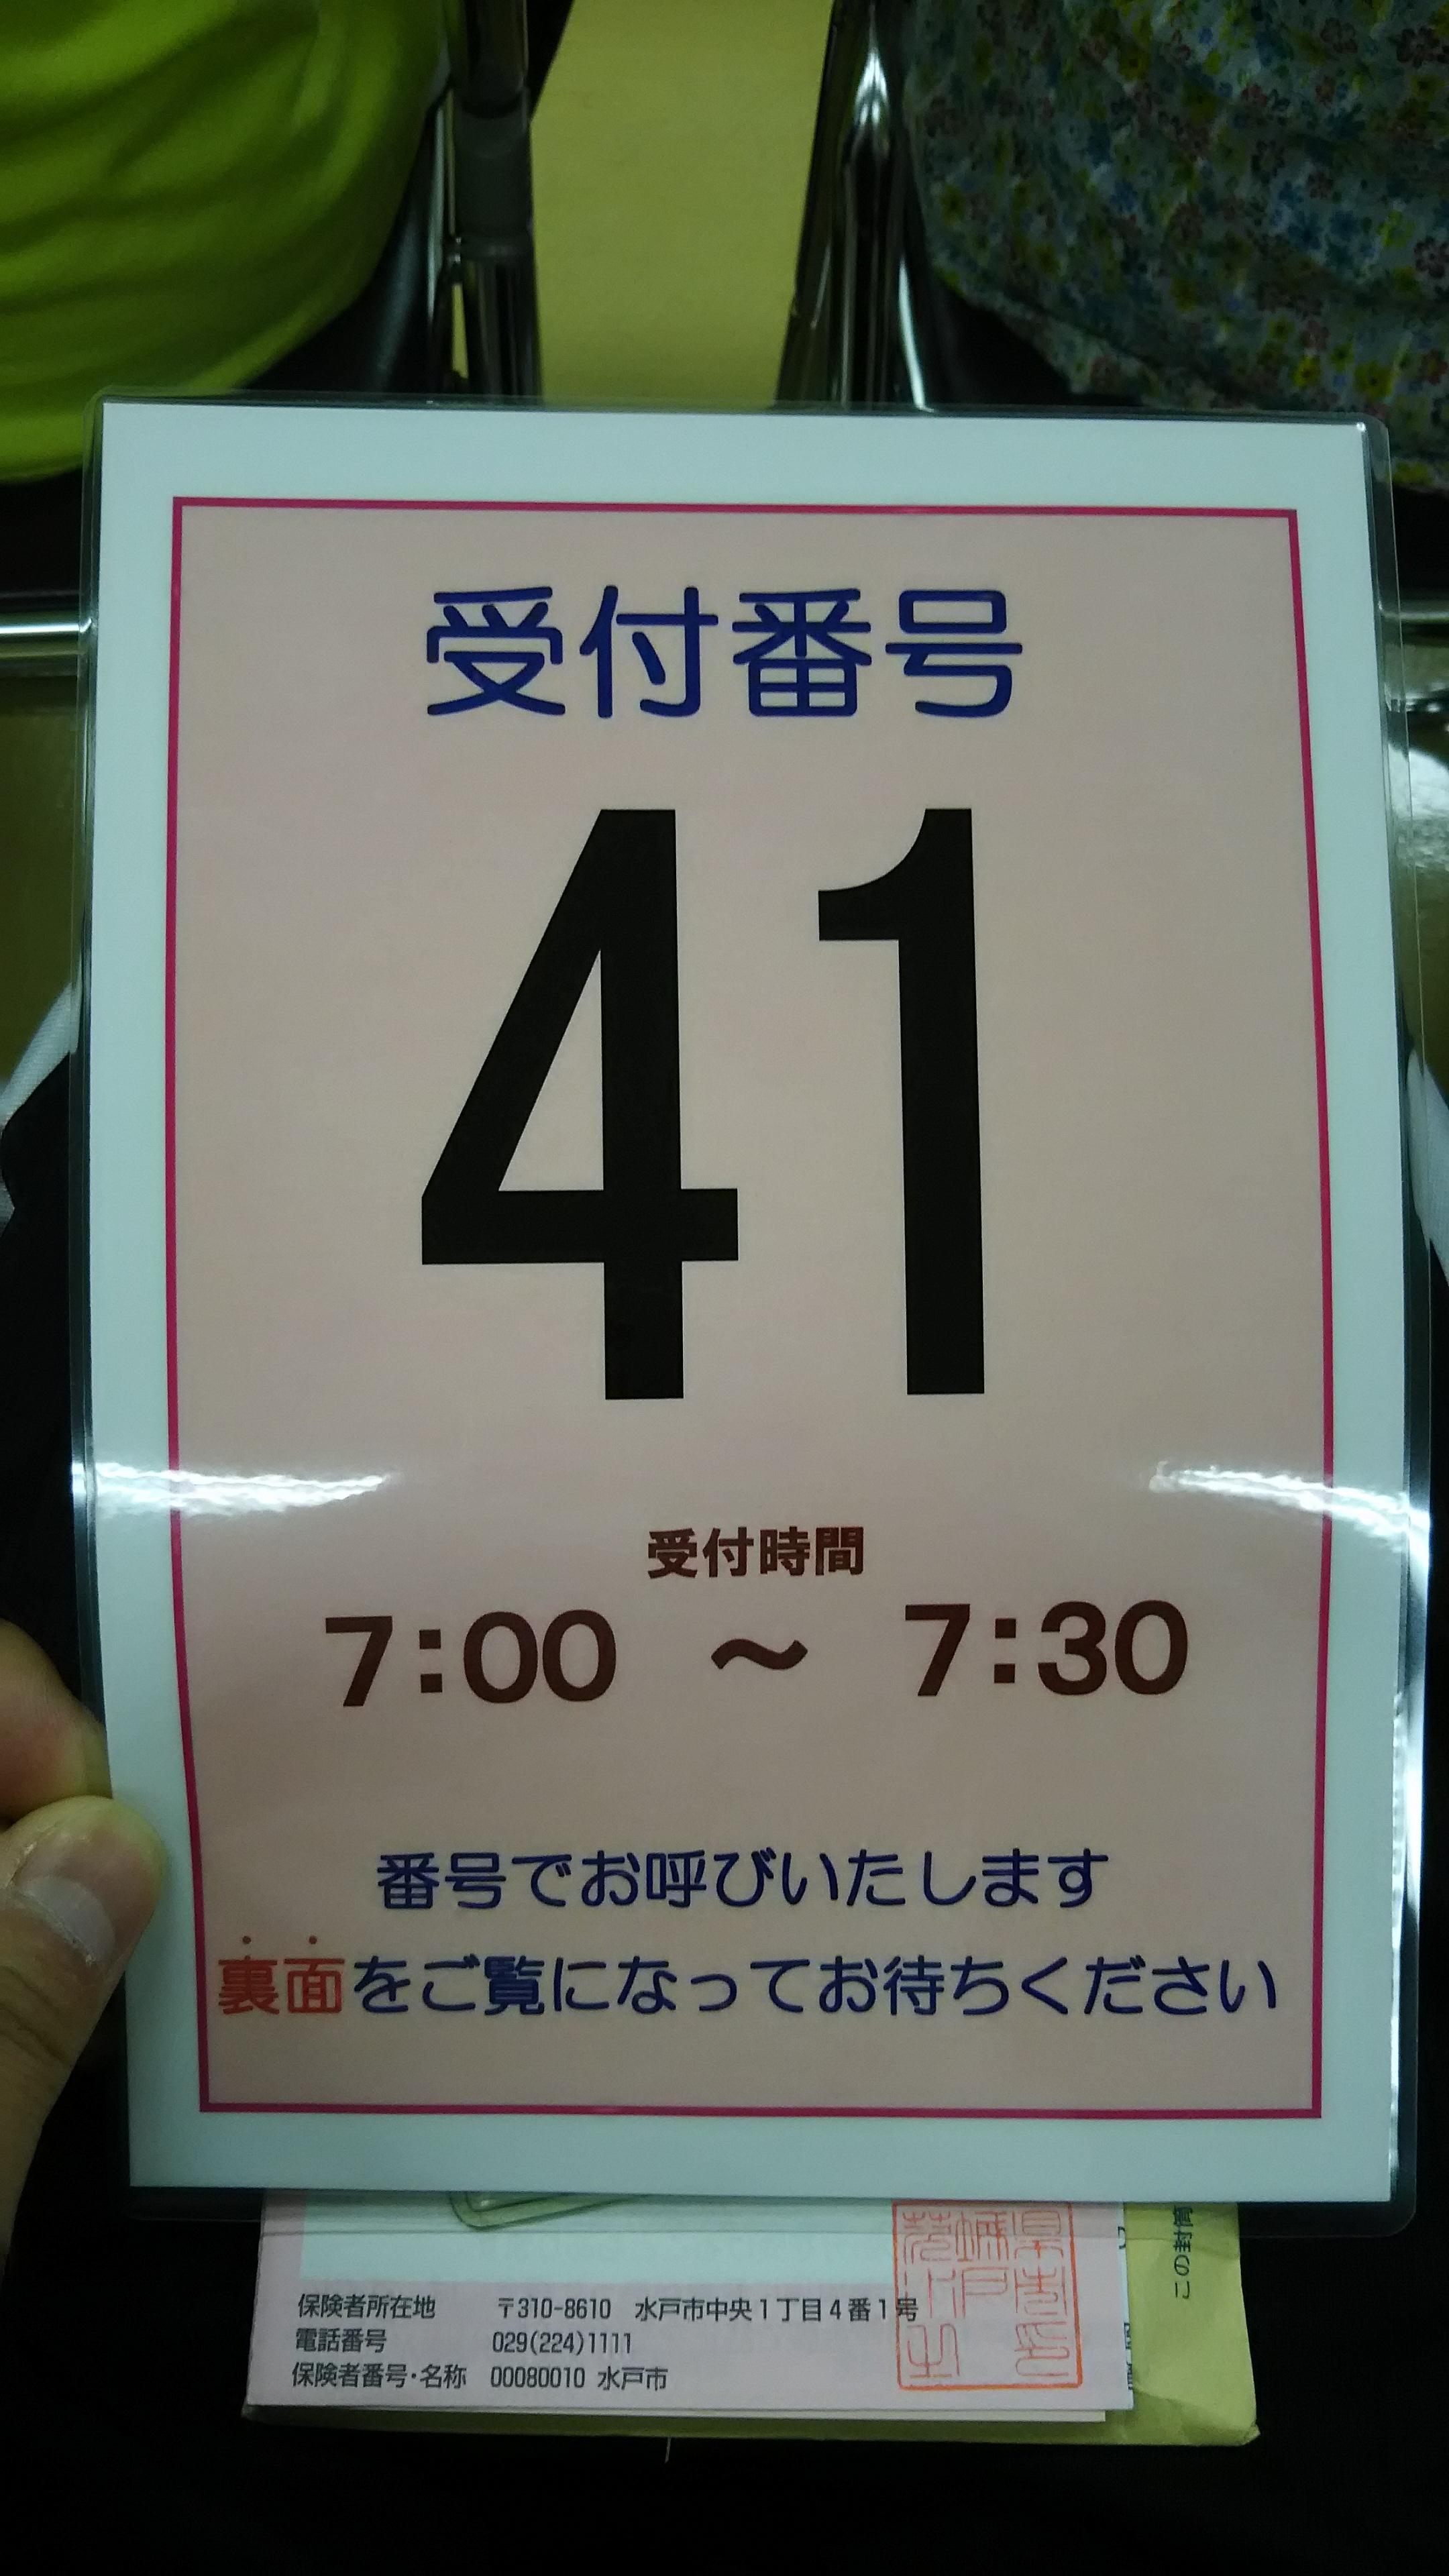 受付番号
41
受付時間
7:00 ～ 7:30
番号でお呼びいたします
裏面をご覧になってお待ちください
保険者所在地 〒310-8610 水戸市中央1丁目4番1号
電話番号 029(224)1111
保険者番号･名称 00080010 水戸市
この封筒